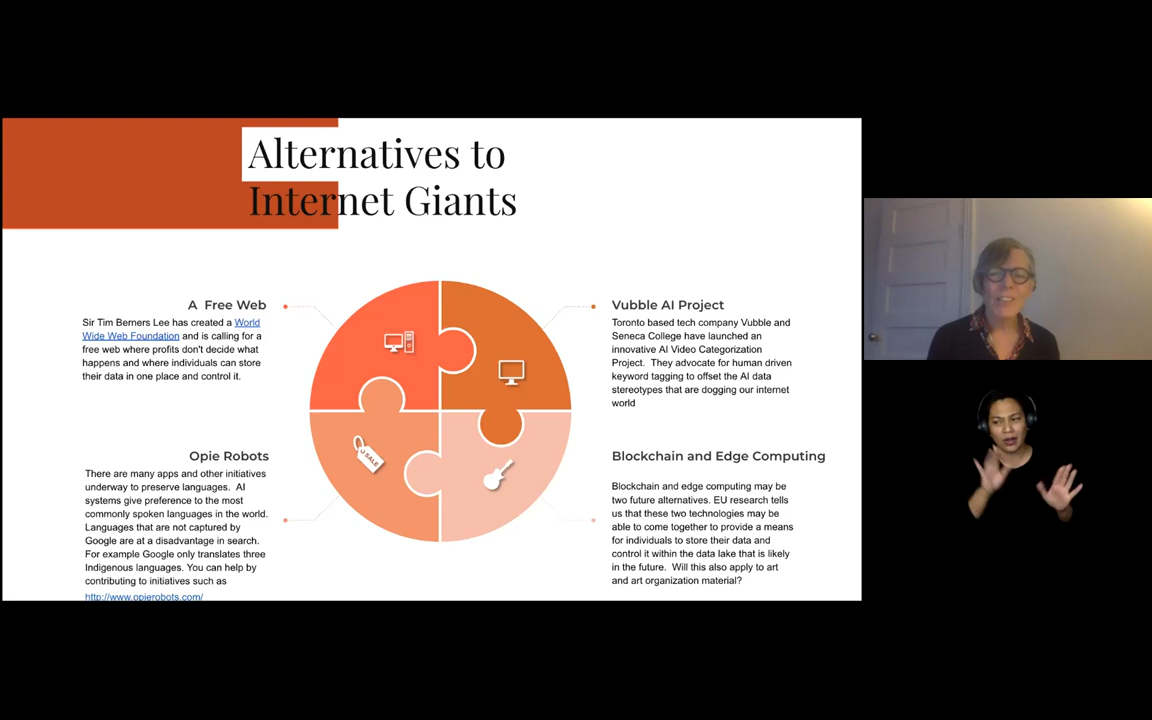 Alternatives to
Internet Giants
A Free Web
Sir Tim Berners Lee has created a World
Wide Web Foundation and is calling for a
free web where profits don't decide what
happens and where individuals can store
their data in one place and control it.
Vubble AI Project
Toronto based tech company Vubble and
Seneca College have launched an
innovative AI Video Categorization
Project. They advocate for human driven
keyword tagging to offset the AI data
stereotypes that are dogging our internet
world
Opie Robots
There are many apps and other initiatives
underway to preserve languages. AI
systems give preference to the most
commonly spoken languages in the world.
Languages that are not captured by
Google are at a disadvantage in search.
For example Google only translates three
Indigenous languages. You can help by
contributing to initiatives such as
http://www.opierobots.com/
Blockchain and Edge Computing
Blockchain and edge computing may be
two future alternatives. EU research tells
us that these two technologies may be
able to come together to provide a means
for individuals to store their data and
control it within the data lake that is likely
in the future. Will this also apply to art
and art organization material?
SALE